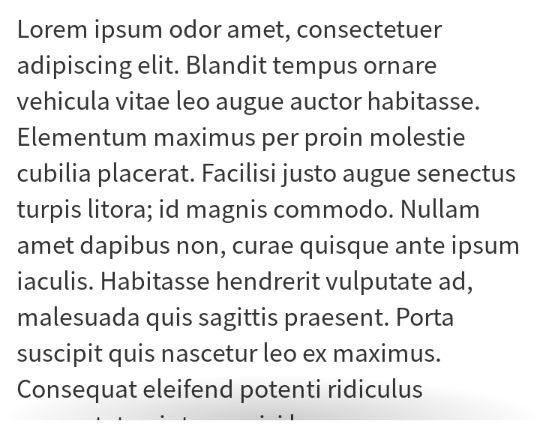 Lorem ipsum odor amet, consectetuer
adipiscing elit. Blandit tempus ornare
vehicula vitae leo augue auctor habitasse.
Elementum maximus per proin molestie
cubilia placerat. Facilisi justo augue senectus
turpis litora; id magnis commodo. Nullam
amet dapibus non, curae quisque ante ipsum
iaculis. Habitasse hendrerit vulputate ad,
malesuada quis sagittis praesent. Porta
suscipit quis nascetur leo ex maximus.
Consequat eleifend potenti ridiculus